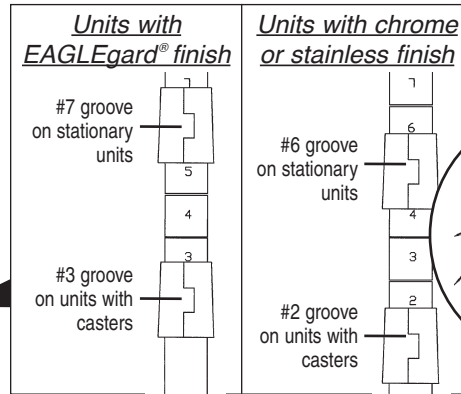 Units with
EAGLEgard® finish
7
#7 groove
on stationary
units
5
4
3
#3 groove
on units with
casters
Units with chrome
or stainless finish
7
6
#6 groove
on stationary
units
4
3
2
#2 groove
on units with
casters